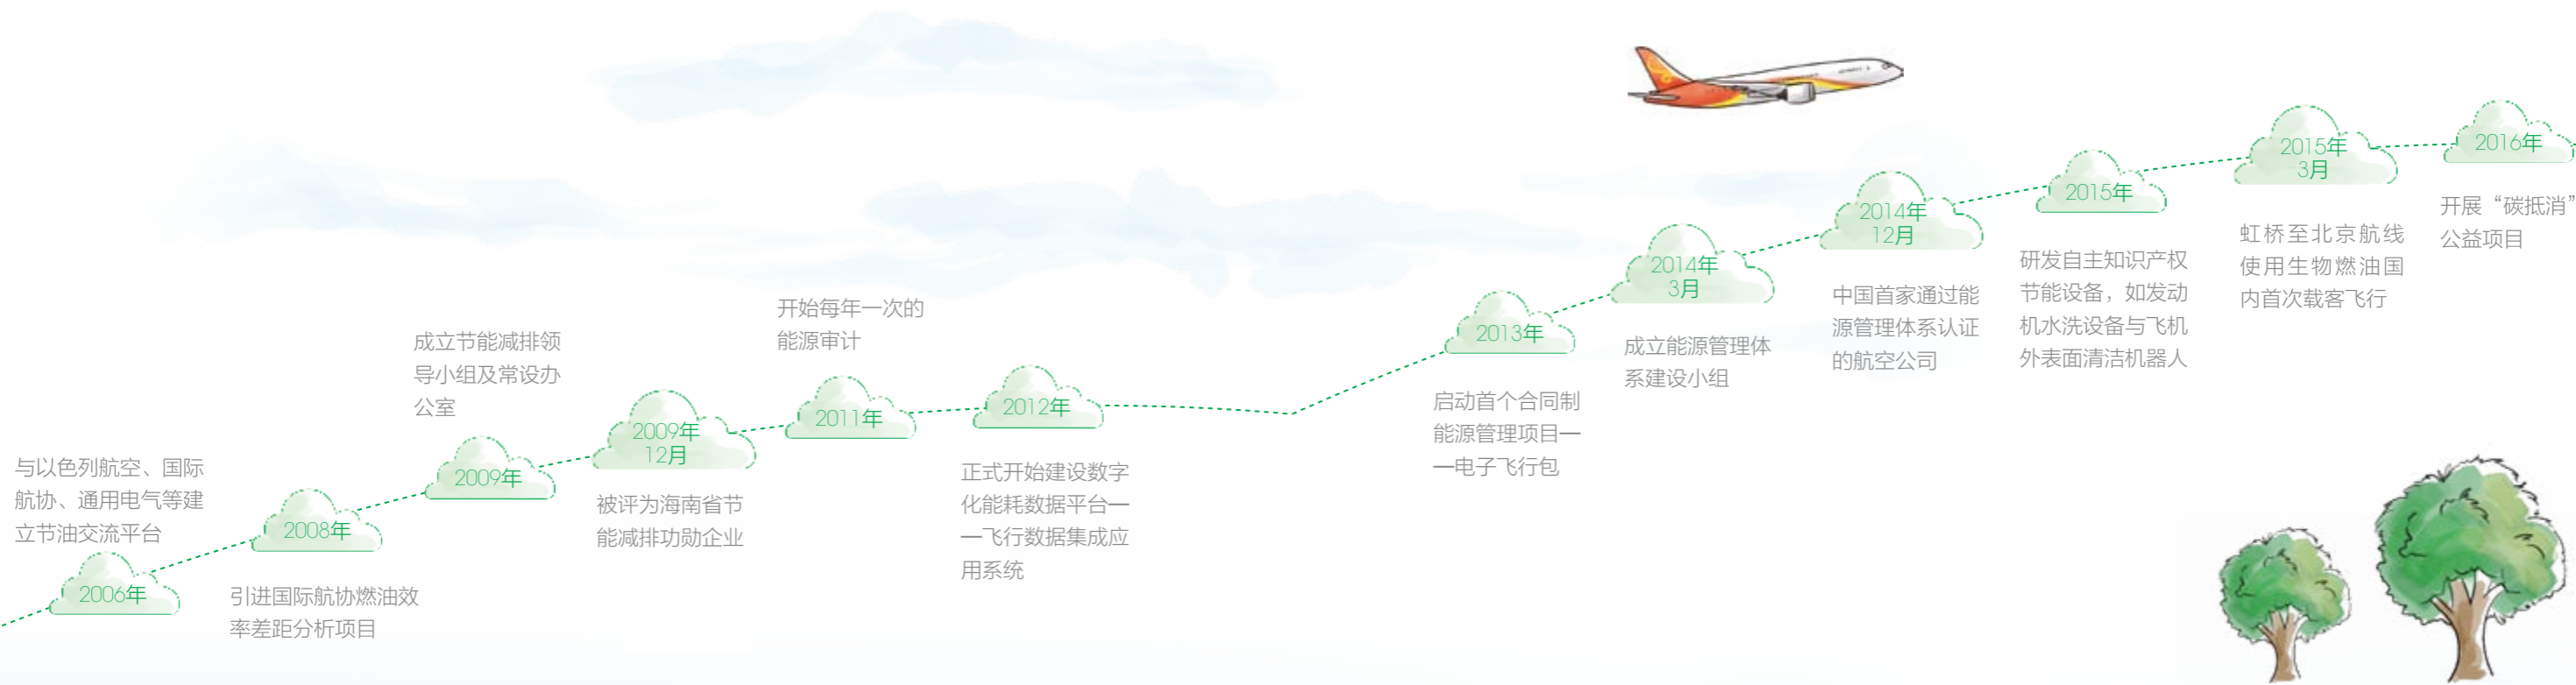 与以色列航空、国际
航协、通用电气等建
立节油交流平台
2006年
2008年
引进国际航协燃油效
率差距分析项目
成立节能减排领
导小组及常设办
公室
2009年
2009年
12月
被评为海南省节
能减排功勋企业
开始每年一次的
能源审计
2011年
2012年
正式开始建设数字
化能耗数据平台—
—飞行数据集成应
用系统
2013年
启动首个合同制
能源管理项目—
—电子飞行包
2014年
3月
成立能源管理体
系建设小组
2014年
12月
中国首家通过能
源管理体系认证
的航空公司
2015年
研发自主知识产权
节能设备，如发动
机水洗设备与飞机
外表面清洁机器人
2015年
3月
虹桥至北京航线
使用生物燃油国
内首次载客飞行
2016年
开展“碳抵消”
公益项目